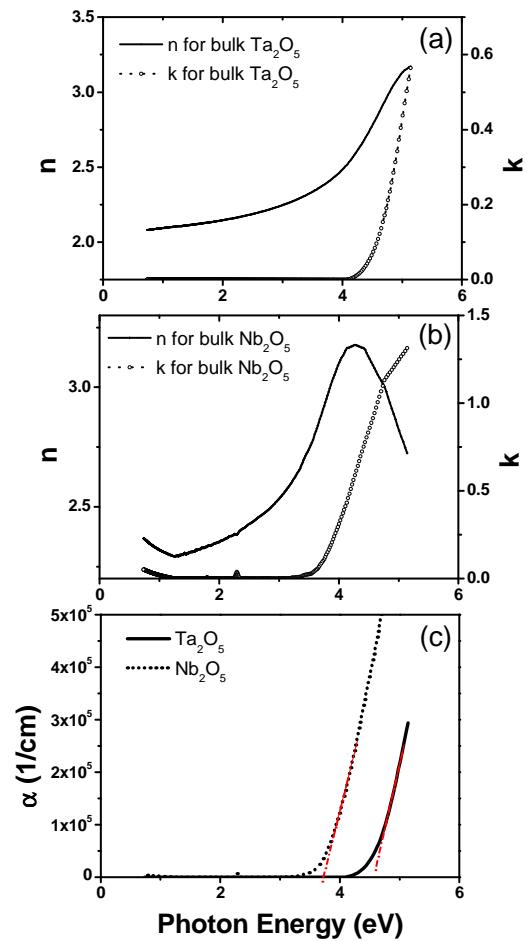 (a)
n for bulk Ta₂O₅
k for bulk Ta₂O₅
3.5
3.0
2.5
2.0
n
0.6
0.4
0.2
0.0
k
0 2 4 6
(b)
n for bulk Nb₂O₅
k for bulk Nb₂O₅
3.0
2.5
n
1.5
1.0
0.5
0.0
k
0 2 4 6
(c)
Ta₂O₅
Nb₂O₅
5x10⁵
4x10⁵
3x10⁵
2x10⁵
1x10⁵
0
α (1/cm)
0 2 4 6
Photon Energy (eV)